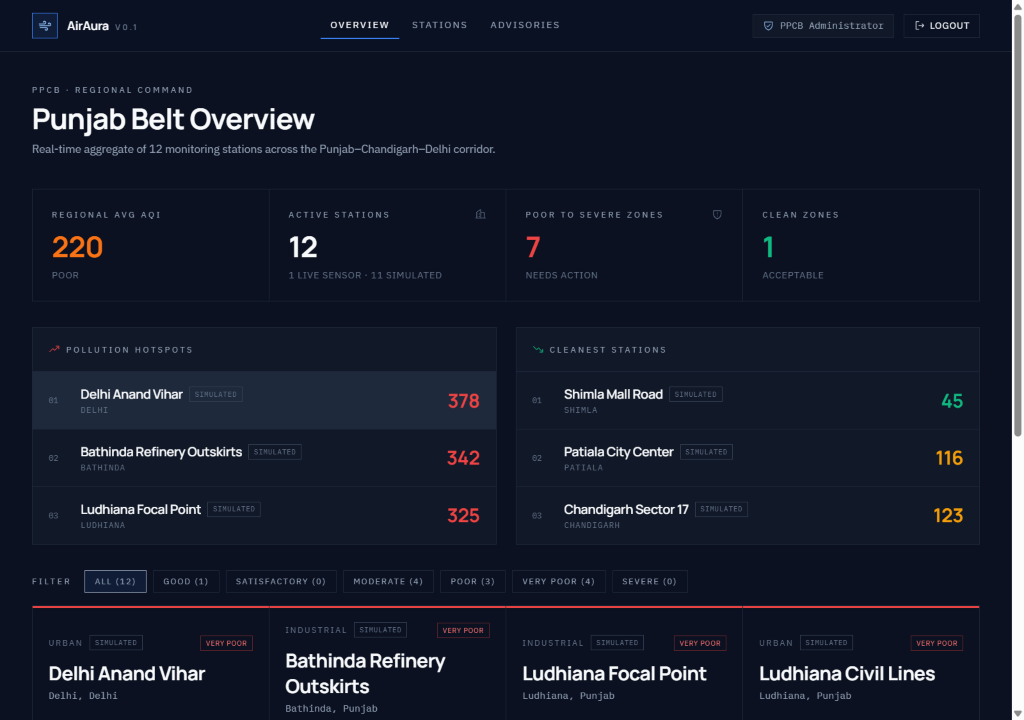 AirAura V0.1
OVERVIEW STATIONS ADVISORIES
PPCB Administrator
LOGOUT
PPCB · REGIONAL COMMAND
Punjab Belt Overview
Real-time aggregate of 12 monitoring stations across the Punjab–Chandigarh–Delhi corridor.
REGIONAL AVG AQI
220
POOR
ACTIVE STATIONS
12
1 LIVE SENSOR · 11 SIMULATED
POOR TO SEVERE ZONES
7
NEEDS ACTION
CLEAN ZONES
1
ACCEPTABLE
POLLUTION HOTSPOTS
01 Delhi Anand Vihar SIMULATED 378
DELHI
02 Bathinda Refinery Outskirts SIMULATED 342
BATHINDA
03 Ludhiana Focal Point SIMULATED 325
LUDHIANA
CLEANEST STATIONS
01 Shimla Mall Road SIMULATED 45
SHIMLA
02 Patiala City Center SIMULATED 116
PATIALA
03 Chandigarh Sector 17 SIMULATED 123
CHANDIGARH
FILTER ALL (12) GOOD (1) SATISFACTORY (0) MODERATE (4) POOR (3) VERY POOR (4) SEVERE (0)
URBAN SIMULATED VERY POOR
Delhi Anand Vihar
Delhi, Delhi
INDUSTRIAL SIMULATED VERY POOR
Bathinda Refinery
Outskirts
Bathinda, Punjab
INDUSTRIAL SIMULATED VERY POOR
Ludhiana Focal Point
Ludhiana, Punjab
URBAN SIMULATED VERY POOR
Ludhiana Civil Lines
Ludhiana, Punjab